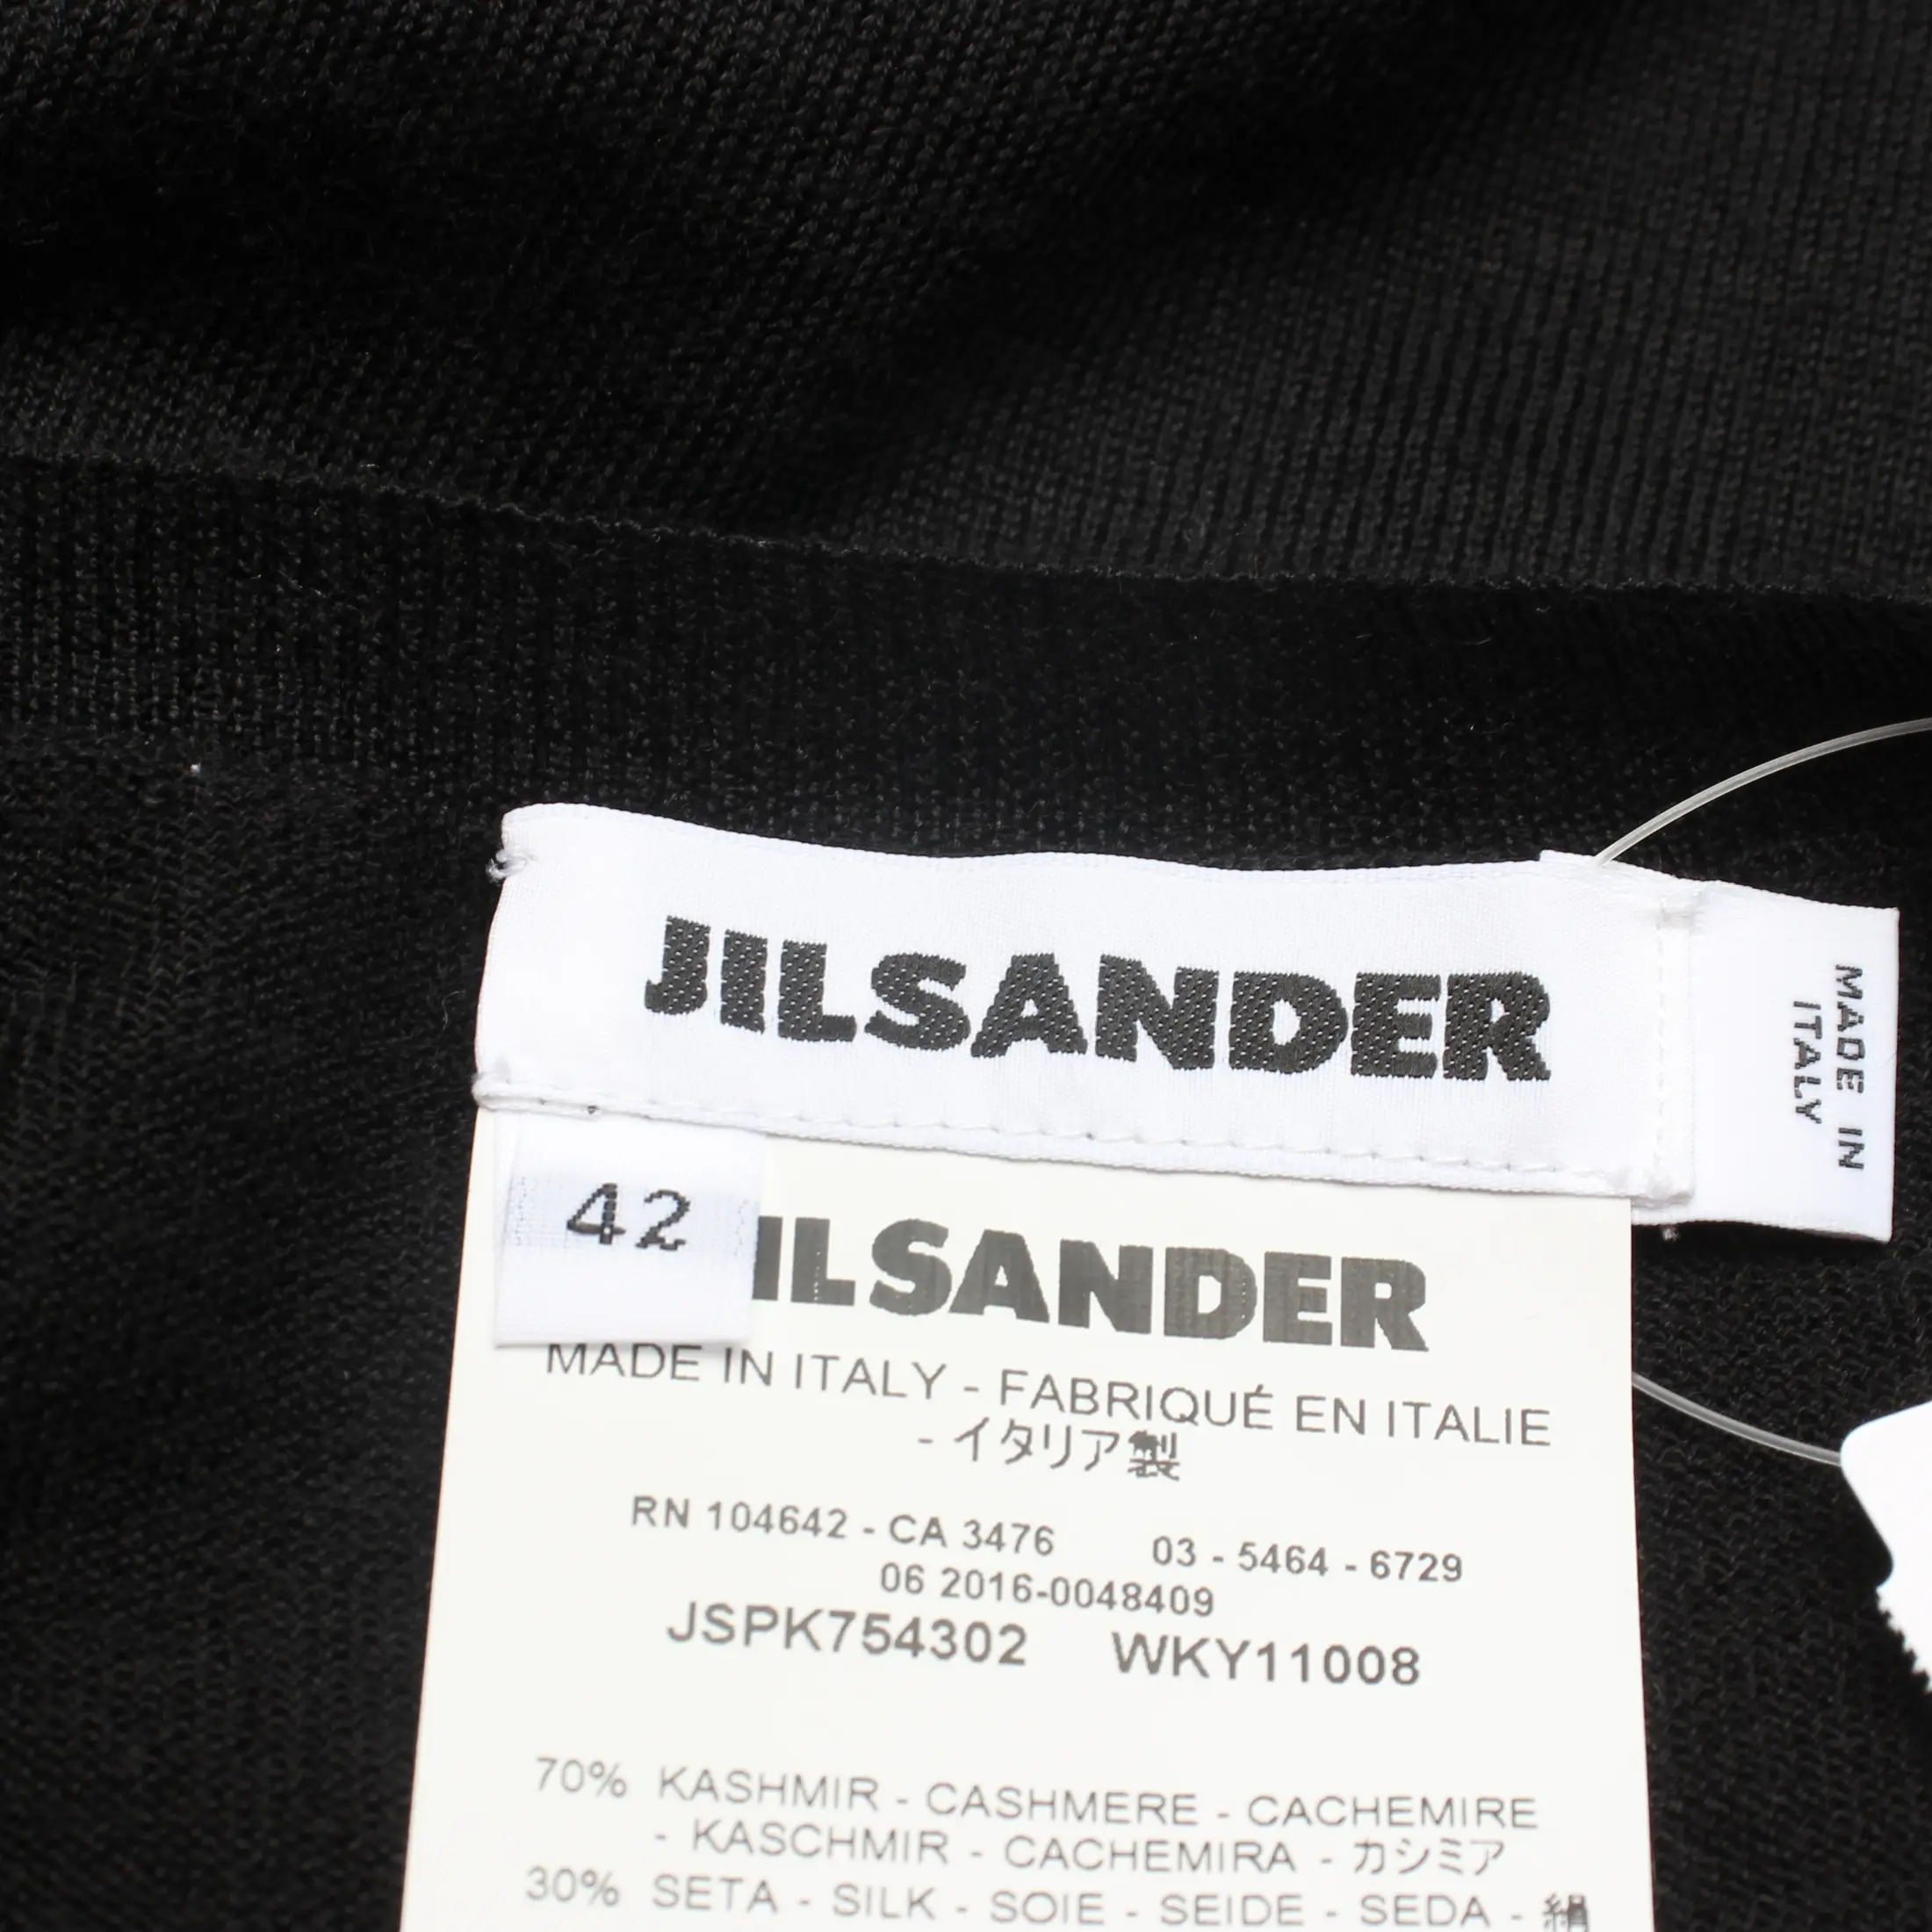 JILSANDER
MADE IN
ITALY
42
ILSANDER
MADE IN ITALY - FABRIQUÉ EN ITALIE
- イタリア製
RN 104642 - CA 3476 03 - 5464 - 6729
06 2016-0048409
JSPK754302 WKY11008
70% KASHMIR - CASHMERE - CACHEMIRE
- KASCHMIR - CACHEMIRA - カシミア
30% SETA - SILK - SOIE - SEIDE - SEDA - 絹